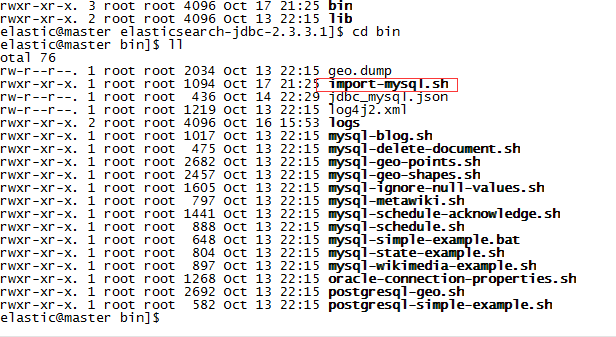 rwxr-xr-x. 3 root root 4096 Oct 17 21:25 bin
rwxr-xr-x. 2 root root 4096 Oct 13 22:15 lib
elastic@master elasticsearch-jdbc-2.3.3.1]$ cd bin
elastic@master bin]$ ll
otal 76
rw-r--r--. 1 root root 2034 Oct 13 22:15 geo.dump
rwxr-xr-x. 1 root root 1094 Oct 17 21:25 import-mysql.sh
rw-r--r--. 1 root root 436 Oct 14 22:29 jdbc_mysql.json
rw-r--r--. 1 root root 1219 Oct 13 22:15 log4j2.xml
rwxr-xr-x. 2 root root 4096 Oct 16 15:53 logs
rwxr-xr-x. 1 root root 1017 Oct 13 22:15 mysql-blog.sh
rwxr-xr-x. 1 root root 475 Oct 13 22:15 mysql-delete-document.sh
rwxr-xr-x. 1 root root 2682 Oct 13 22:15 mysql-geo-points.sh
rwxr-xr-x. 1 root root 2457 Oct 13 22:15 mysql-geo-shapes.sh
rwxr-xr-x. 1 root root 1605 Oct 13 22:15 mysql-ignore-null-values.sh
rwxr-xr-x. 1 root root 797 Oct 13 22:15 mysql-metawiki.sh
rwxr-xr-x. 1 root root 1441 Oct 13 22:15 mysql-schedule-acknowledge.sh
rwxr-xr-x. 1 root root 888 Oct 13 22:15 mysql-schedule.sh
rwxr-xr-x. 1 root root 648 Oct 13 22:15 mysql-simple-example.bat
rwxr-xr-x. 1 root root 804 Oct 13 22:15 mysql-state-example.sh
rwxr-xr-x. 1 root root 897 Oct 13 22:15 mysql-wikimedia-example.sh
rwxr-xr-x. 1 root root 1268 Oct 13 22:15 oracle-connection-properties.sh
rwxr-xr-x. 1 root root 2692 Oct 13 22:15 postgresql-geo.sh
rwxr-xr-x. 1 root root 582 Oct 13 22:15 postgresql-simple-example.sh
elastic@master bin]$